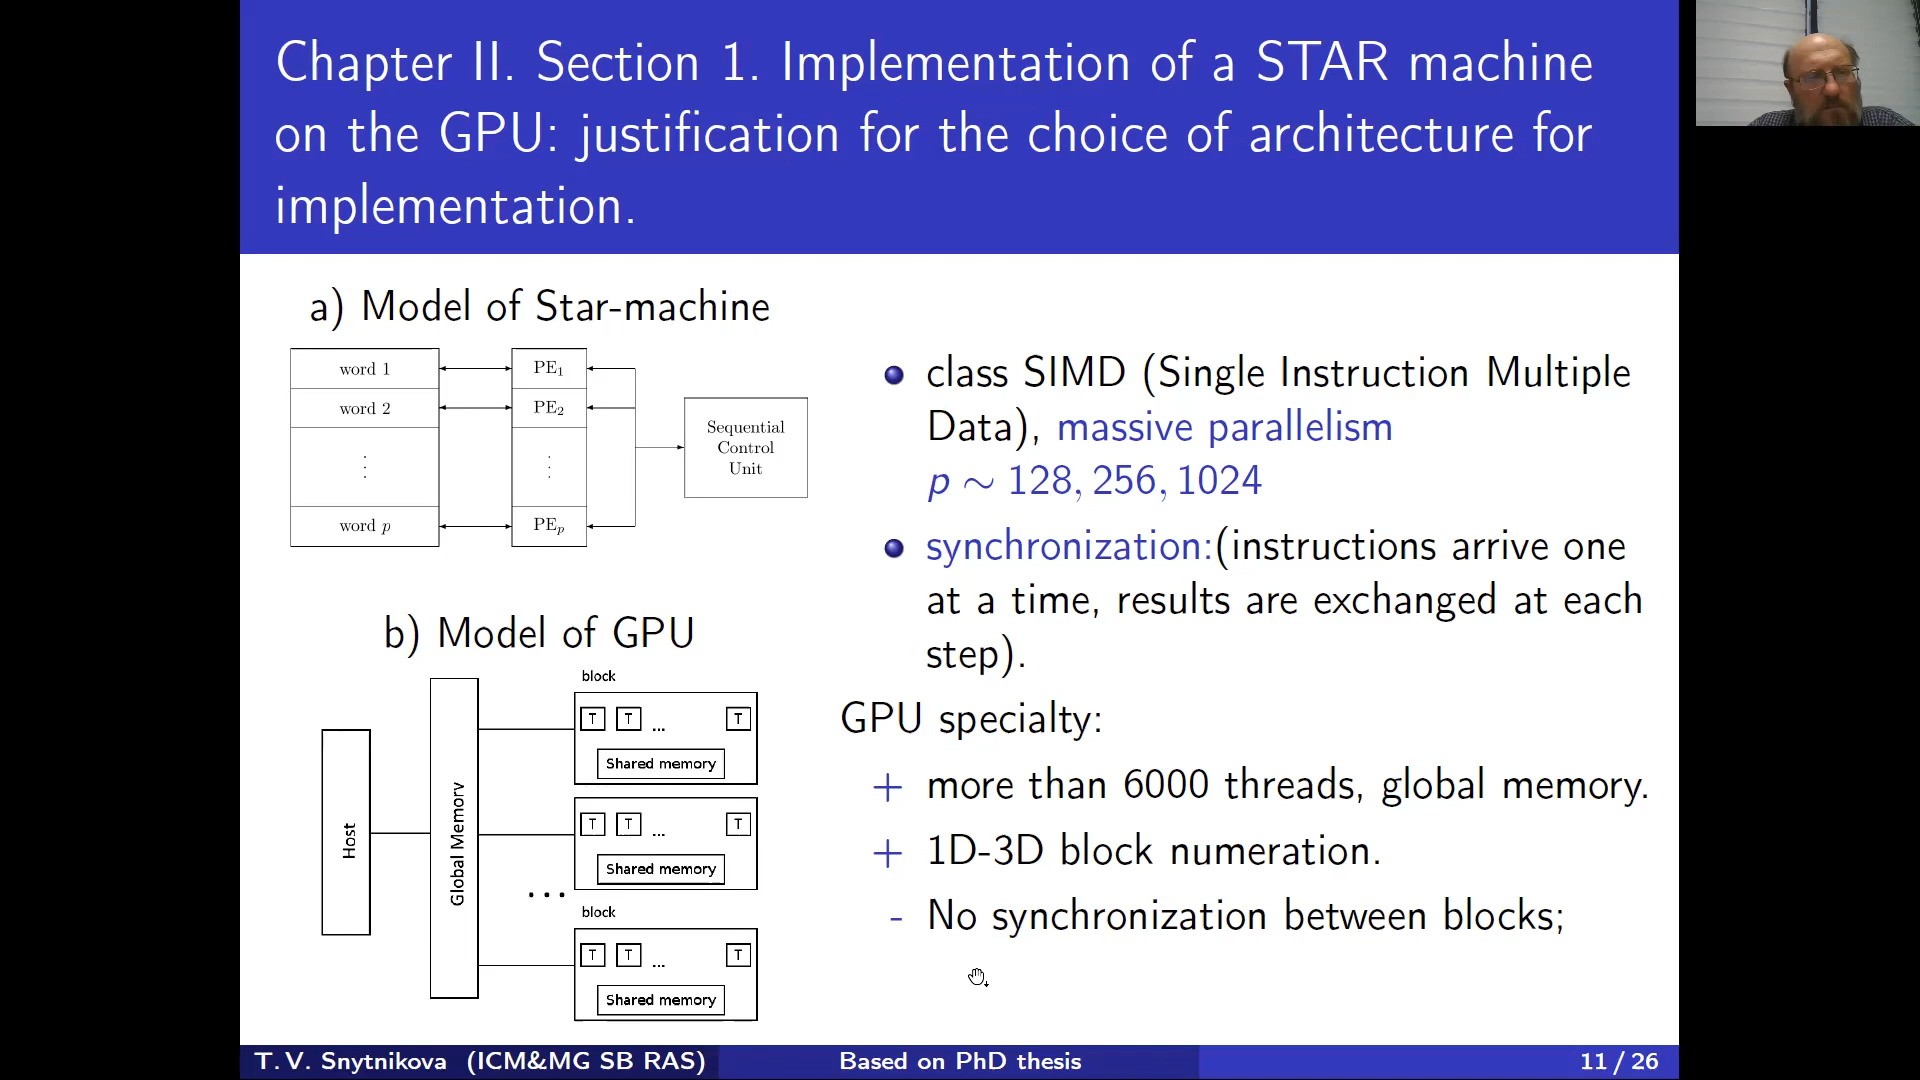 Chapter II. Section 1. Implementation of a STAR machine
on the GPU: justification for the choice of architecture for
implementation.
a) Model of Star-machine
word 1
PE1
word 2
PE2
⋮
⋮
word p
PEp
Sequential
Control
Unit
b) Model of GPU
Host
Global Memory
block
T T ... T
Shared memory
T T ... T
Shared memory
...
block
T T ... T
Shared memory
class SIMD (Single Instruction Multiple
Data), massive parallelism
p ∼ 128, 256, 1024
synchronization:(instructions arrive one
at a time, results are exchanged at each
step).
GPU specialty:
+ more than 6000 threads, global memory.
+ 1D-3D block numeration.
- No synchronization between blocks;
T. V. Snytnikova (ICM&MG SB RAS)
Based on PhD thesis
11 / 26